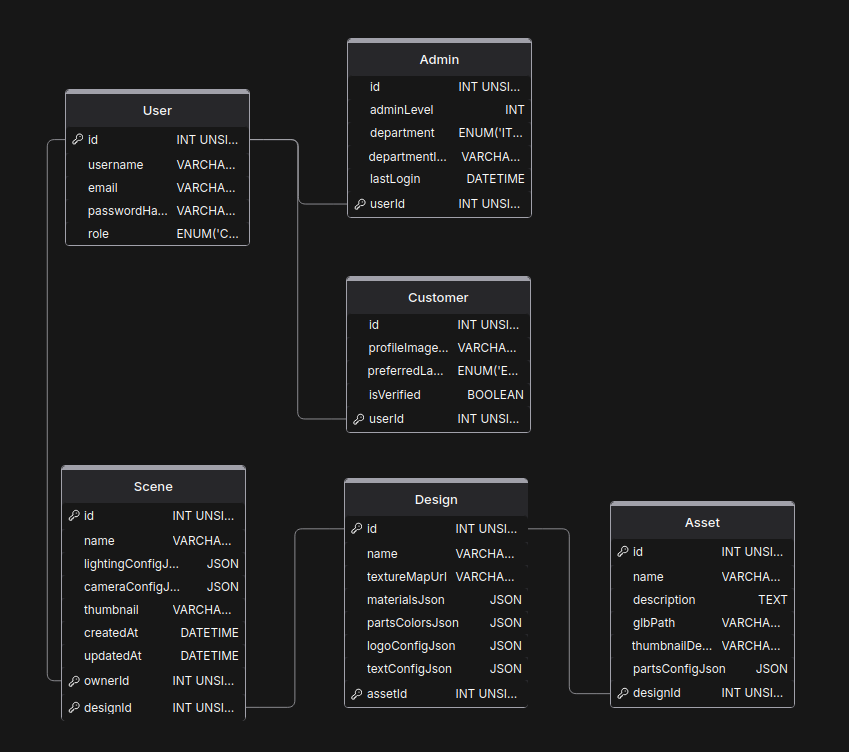 User
id INT UNSI...
username VARCHA...
email VARCHA...
passwordHa... VARCHA...
role ENUM('C...
Admin
id INT UNSI...
adminLevel INT
department ENUM('IT...
departmentI... VARCHA...
lastLogin DATETIME
userId INT UNSI...
Customer
id INT UNSI...
profileImage... VARCHA...
preferredLa... ENUM('E...
isVerified BOOLEAN
userId INT UNSI...
Scene
id INT UNSI...
name VARCHA...
lightingConfigJ... JSON
cameraConfigJ... JSON
thumbnail VARCHA...
createdAt DATETIME
updatedAt DATETIME
ownerId INT UNSI...
designId INT UNSI...
Design
id INT UNSI...
name VARCHA...
textureMapUrl VARCHA...
materialsJson JSON
partsColorsJson JSON
logoConfigJson JSON
textConfigJson JSON
assetId INT UNSI...
Asset
id INT UNSI...
name VARCHA...
description TEXT
glbPath VARCHA...
thumbnailDe... VARCHA...
partsConfigJson JSON
designId INT UNSI...